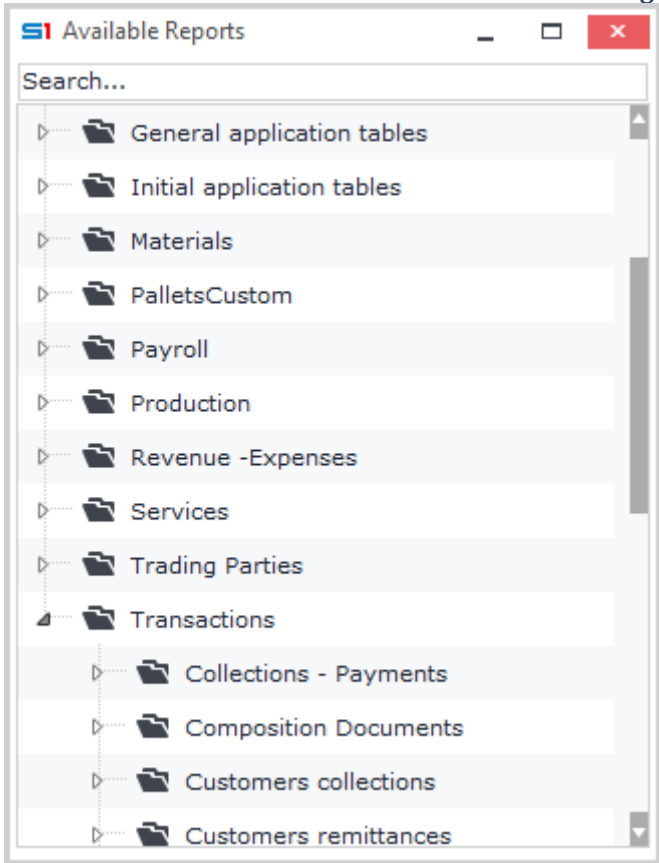 S1 Available Reports
Search...
General application tables
Initial application tables
Materials
PalletsCustom
Payroll
Production
Revenue -Expenses
Services
Trading Parties
Transactions
Collections - Payments
Composition Documents
Customers collections
Customers remittances